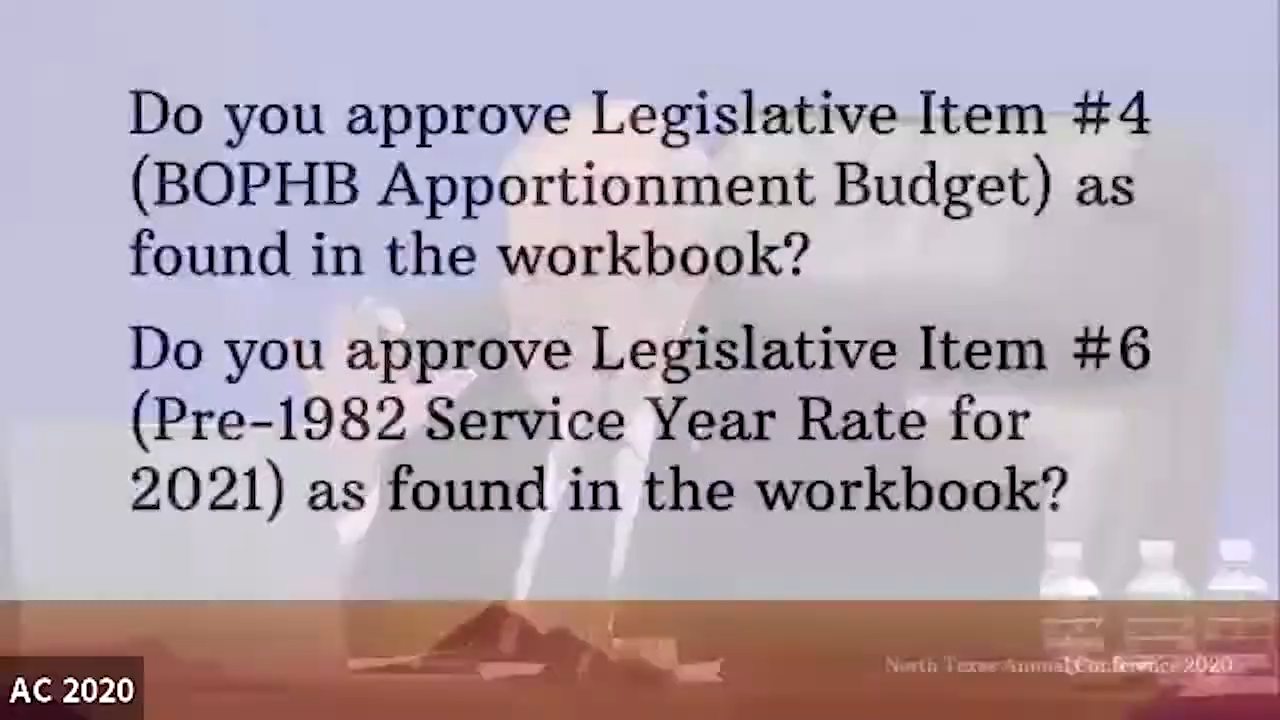 Do you approve Legislative Item #4
(BOPHB Apportionment Budget) as
found in the workbook?
Do you approve Legislative Item #6
(Pre-1982 Service Year Rate for
2021) as found in the workbook?
North Texas Annual Conference 2020
AC 2020